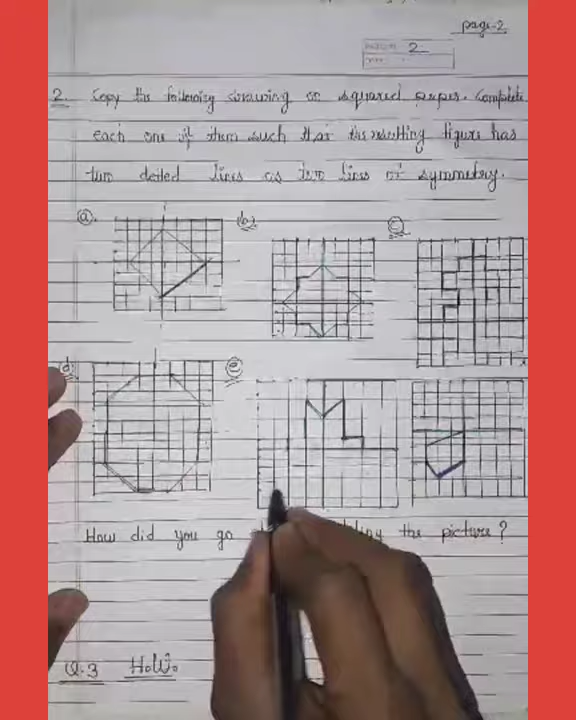 page-2
2
2. Copy the following drawing on squared paper. Complete
each one of them such that the resulting figure has
two dotted lines as two lines of symmetry.
(a). (b) (c)
(d) (e)
How did you go the picture?
Q.3 H.W.